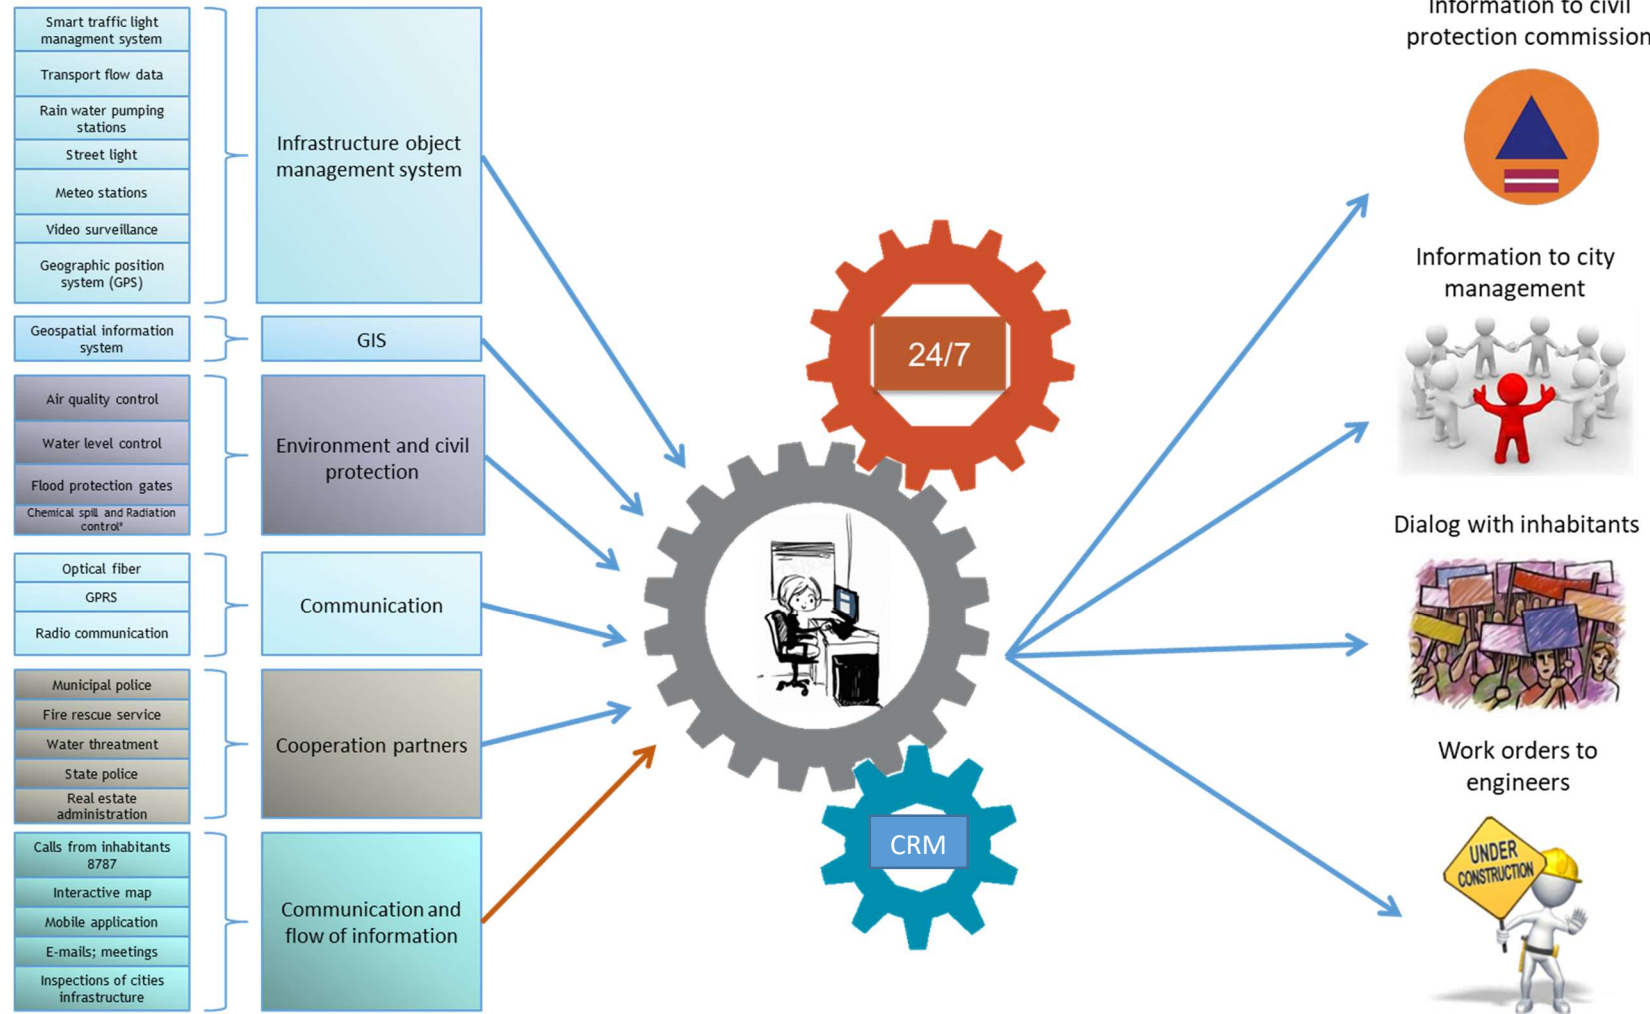 Smart traffic light
managment system
Transport flow data
Rain water pumping
stations
Street light
Meteo stations
Video surveillance
Geographic position
system (GPS)
Infrastructure object
management system
Geospatial information
system
GIS
Air quality control
Water level control
Flood protection gates
Chemical spill and Radiation
control*
Environment and civil
protection
Optical fiber
GPRS
Radio communication
Communication
Municipal police
Fire rescue service
Water threatment
State police
Real estate
administration
Cooperation partners
Calls from inhabitants
8787
Interactive map
Mobile application
E-mails; meetings
Inspections of cities
infrastructure
Communication and
flow of information
24/7
CRM
Information to civil
protection commission
Information to city
management
Dialog with inhabitants
Work orders to
engineers
UNDER
CONSTRUCTION